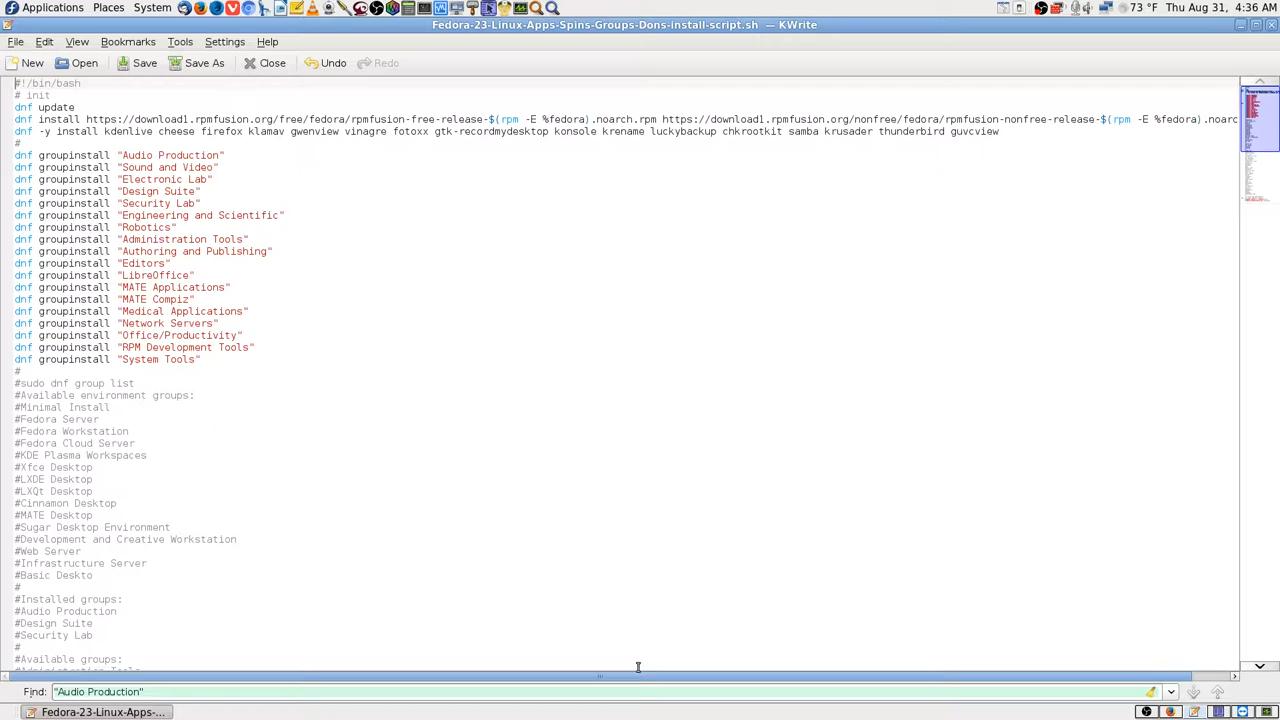 Applications Places System 73 °F Thu Aug 31, 4:36 AM
Fedora-23-Linux-Apps-Spins-Groups-Dons-install-script.sh — KWrite
File Edit View Bookmarks Tools Settings Help
New Open Save Save As Close Undo Redo
#!/bin/bash
# init
dnf update
dnf install https://download1.rpmfusion.org/free/fedora/rpmfusion-free-release-$(rpm -E %fedora).noarch.rpm https://download1.rpmfusion.org/nonfree/fedora/rpmfusion-nonfree-release-$(rpm -E %fedora).noarc
dnf -y install kdenlive cheese firefox klamav gwenview vinagre fotoxx gtk-recordmydesktop konsole krename luckybackup chkrootkit samba krusader thunderbird guvcview
#
dnf groupinstall "Audio Production"
dnf groupinstall "Sound and Video"
dnf groupinstall "Electronic Lab"
dnf groupinstall "Design Suite"
dnf groupinstall "Security Lab"
dnf groupinstall "Engineering and Scientific"
dnf groupinstall "Robotics"
dnf groupinstall "Administration Tools"
dnf groupinstall "Authoring and Publishing"
dnf groupinstall "Editors"
dnf groupinstall "LibreOffice"
dnf groupinstall "MATE Applications"
dnf groupinstall "MATE Compiz"
dnf groupinstall "Medical Applications"
dnf groupinstall "Network Servers"
dnf groupinstall "Office/Productivity"
dnf groupinstall "RPM Development Tools"
dnf groupinstall "System Tools"
#
#sudo dnf group list
#Available environment groups:
#Minimal Install
#Fedora Server
#Fedora Workstation
#Fedora Cloud Server
#KDE Plasma Workspaces
#Xfce Desktop
#LXDE Desktop
#LXQt Desktop
#Cinnamon Desktop
#MATE Desktop
#Sugar Desktop Environment
#Development and Creative Workstation
#Web Server
#Infrastructure Server
#Basic Deskto
#
#Installed groups:
#Audio Production
#Design Suite
#Security Lab
#
#Available groups:
Find: "Audio Production"
Fedora-23-Linux-Apps-...